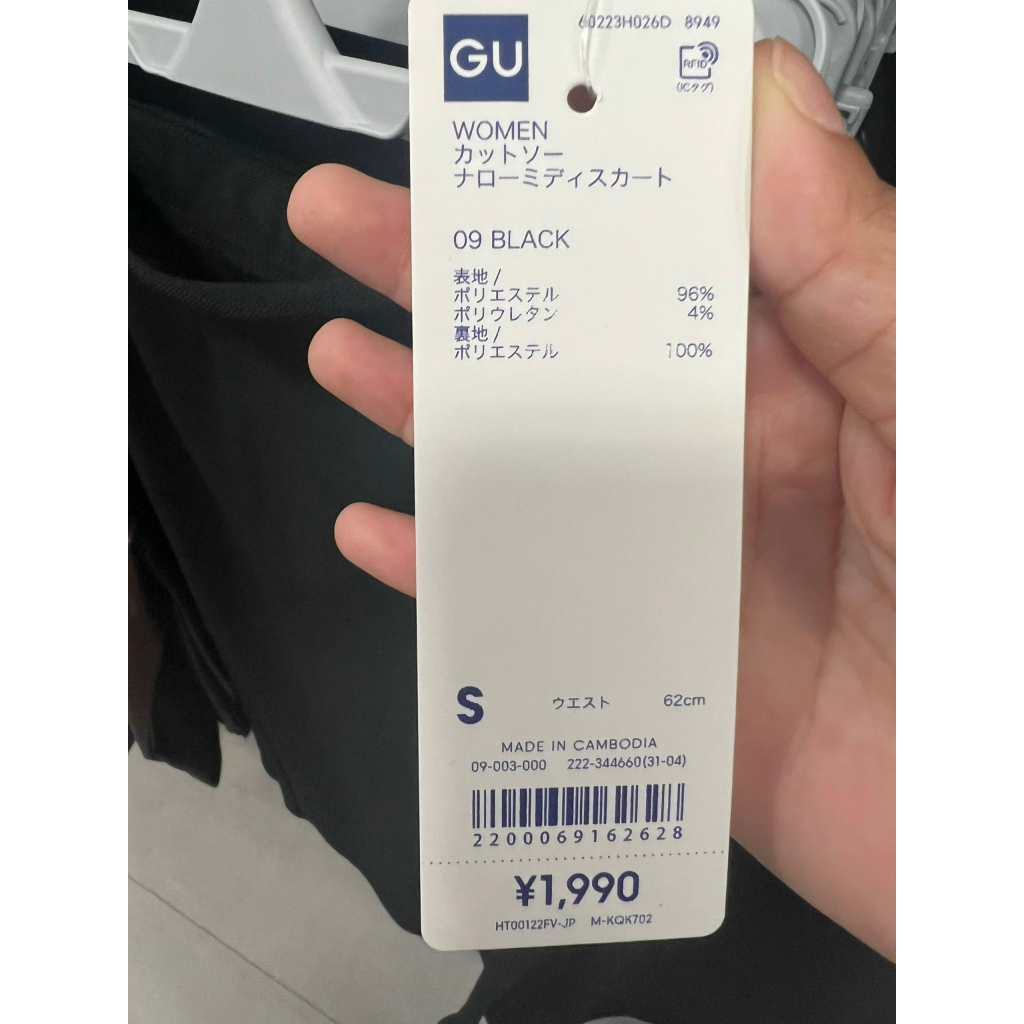 GU
60223H026D 8949
RFID
(ICタグ)
WOMEN
カットソー
ナローミディスカート
09 BLACK
表地 /
ポリエステル 96%
ポリウレタン 4%
裏地 /
ポリエステル 100%
S ウエスト 62cm
MADE IN CAMBODIA
09-003-000 222-344660(31-04)
2200069162628
¥1,990
HT00122FV-JP M-KQK702